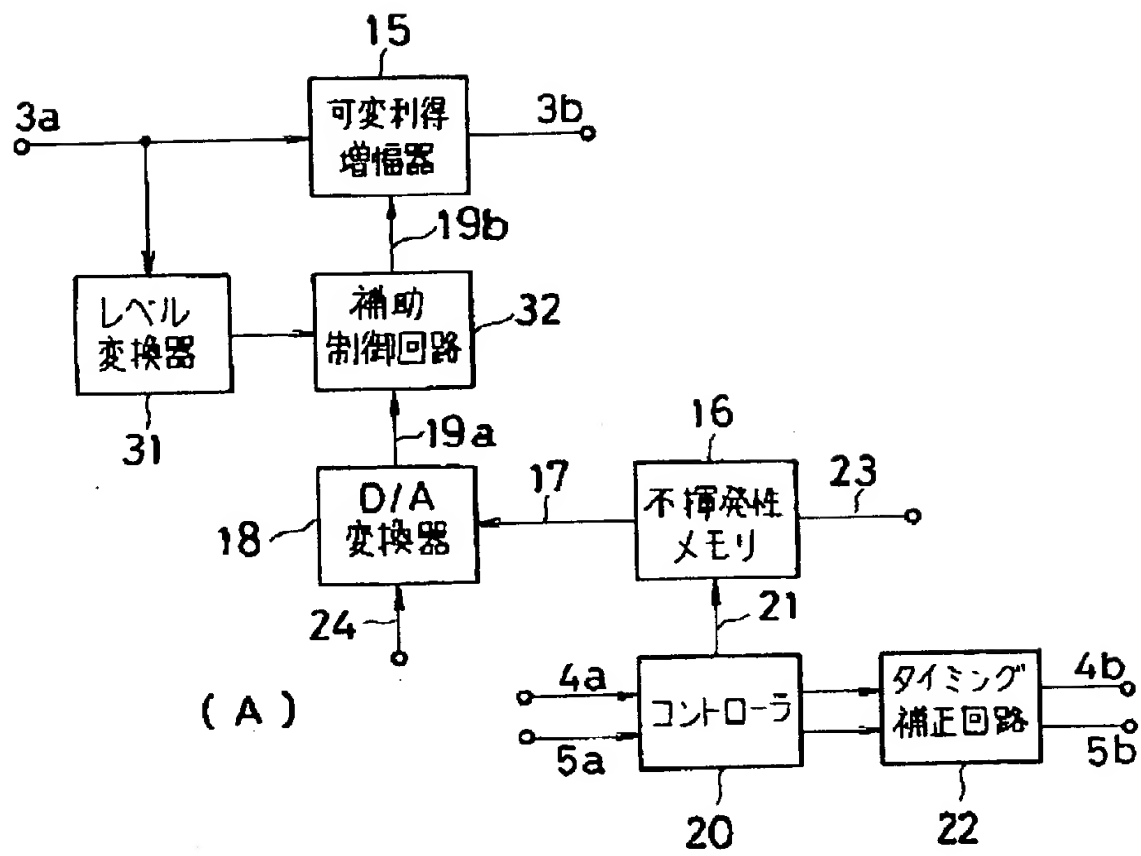 15
3a
可変利得
増幅器
3b
19b
レベル
変換器
補助
制御回路
32
31
19a
16
D/A
変換器
17
不揮発性
メモリ
23
18
24
21
4a
コントローラ
タイミング
補正回路
4b
(A)
5a
5b
20
22